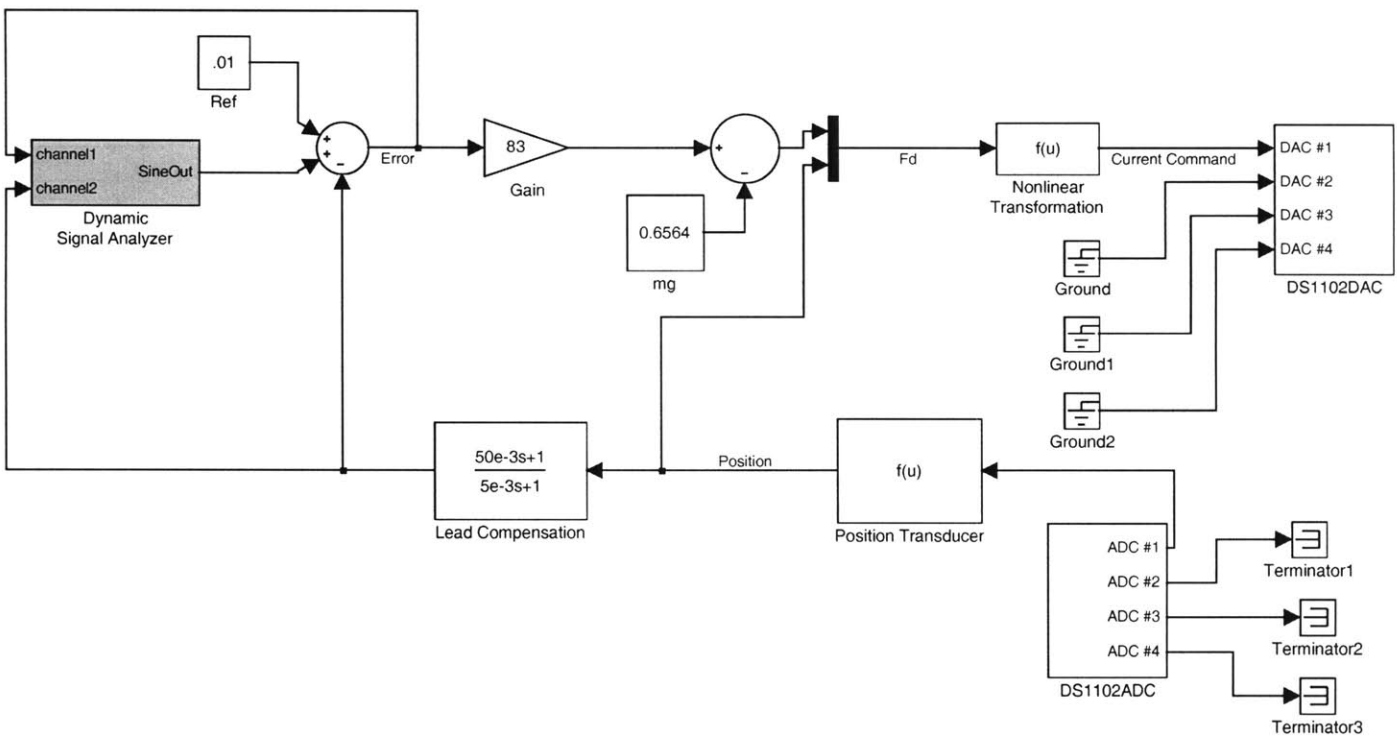 .01
Ref
channel1
SineOut
channel2
Dynamic
Signal Analyzer
+
+
-
Error
83
Gain
+
-
0.6564
mg
Fd
f(u)
Nonlinear
Transformation
Current Command
DAC #1
DAC #2
DAC #3
DAC #4
DS1102DAC
Ground
Ground1
Ground2
50e-3s+1
5e-3s+1
Lead Compensation
Position
f(u)
Position Transducer
ADC #1
ADC #2
ADC #3
ADC #4
DS1102ADC
Terminator1
Terminator2
Terminator3